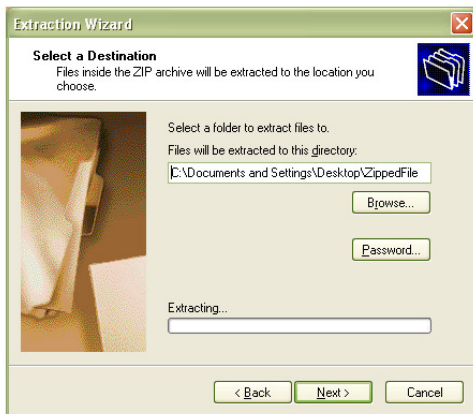 Extraction Wizard
Select a Destination
Files inside the ZIP archive will be extracted to the location you
choose.
Select a folder to extract files to.
Files will be extracted to this directory:
C:\Documents and Settings\Desktop\ZippedFile
Browse...
Password...
Extracting...
< Back
Next >
Cancel